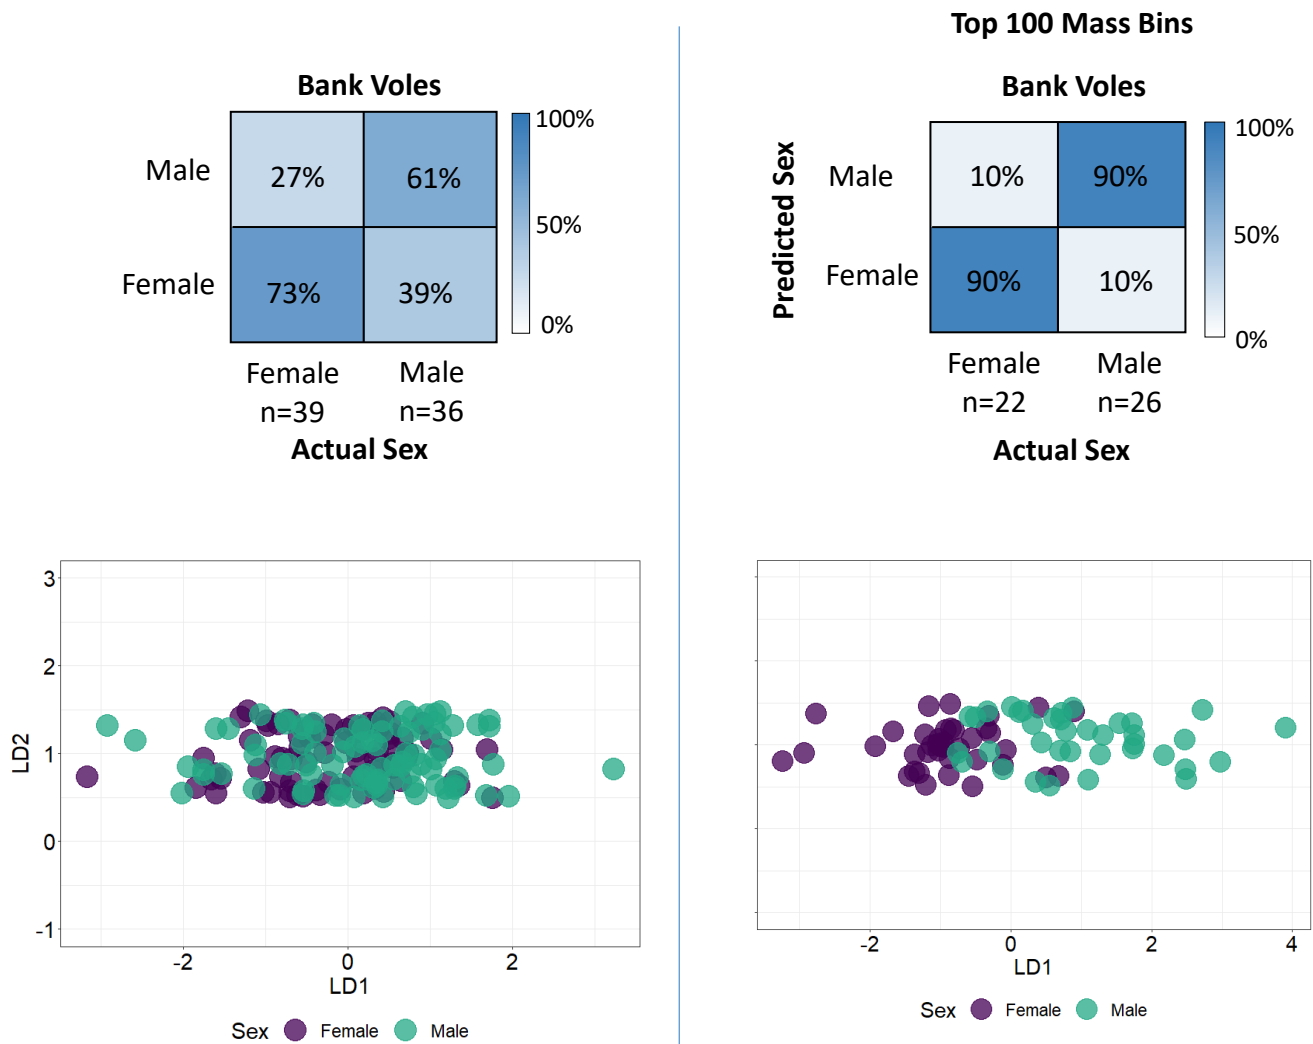 Bank Voles
Male
Female
27%
61%
73%
39%
100%
50%
0%
Female
n=39
Male
n=36
Actual Sex
3
2
1
0
-1
LD2
-2
0
2
LD1
Sex Female Male
Top 100 Mass Bins
Bank Voles
Predicted Sex
Male
Female
10%
90%
90%
10%
100%
50%
0%
Female
n=22
Male
n=26
Actual Sex
-2
0
2
4
LD1
Sex Female Male